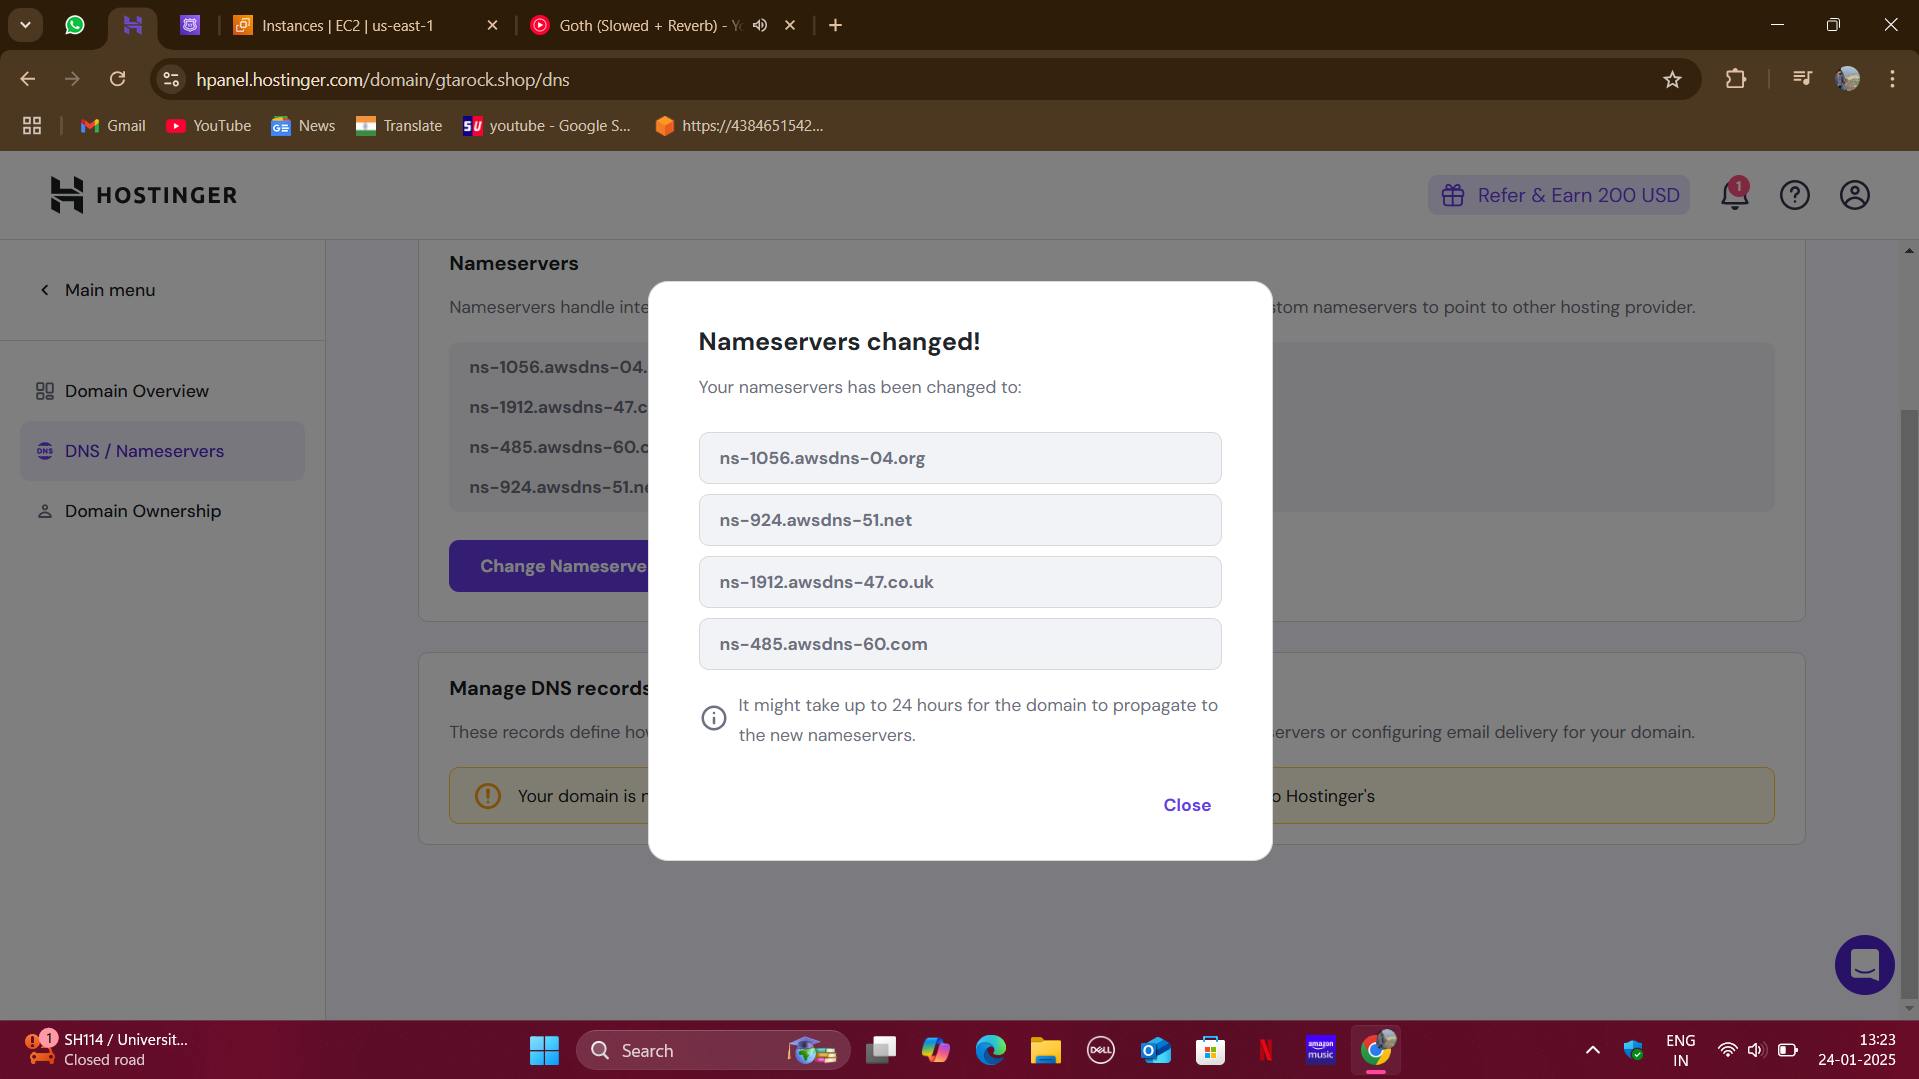 Instances | EC2 | us-east-1
Goth (Slowed + Reverb) - Yo
hpanel.hostinger.com/domain/gtarock.shop/dns
Gmail
YouTube
News
Translate
youtube - Google S...
https://4384651542...
HOSTINGER
Refer & Earn 200 USD
1
Main menu
Domain Overview
DNS / Nameservers
Domain Ownership
Nameservers
Nameservers handle inte
stom nameservers to point to other hosting provider.
ns-1056.awsdns-04.
ns-1912.awsdns-47.c
ns-485.awsdns-60.c
ns-924.awsdns-51.ne
Change Nameserve
Nameservers changed!
Your nameservers has been changed to:
ns-1056.awsdns-04.org
ns-924.awsdns-51.net
ns-1912.awsdns-47.co.uk
ns-485.awsdns-60.com
It might take up to 24 hours for the domain to propagate to
the new nameservers.
Close
Manage DNS records
These records define how
ervers or configuring email delivery for your domain.
Your domain is n
o Hostinger's
1
SH114 / Universit...
Closed road
Search
DELL
amazon
music
ENG
IN
13:23
24-01-2025